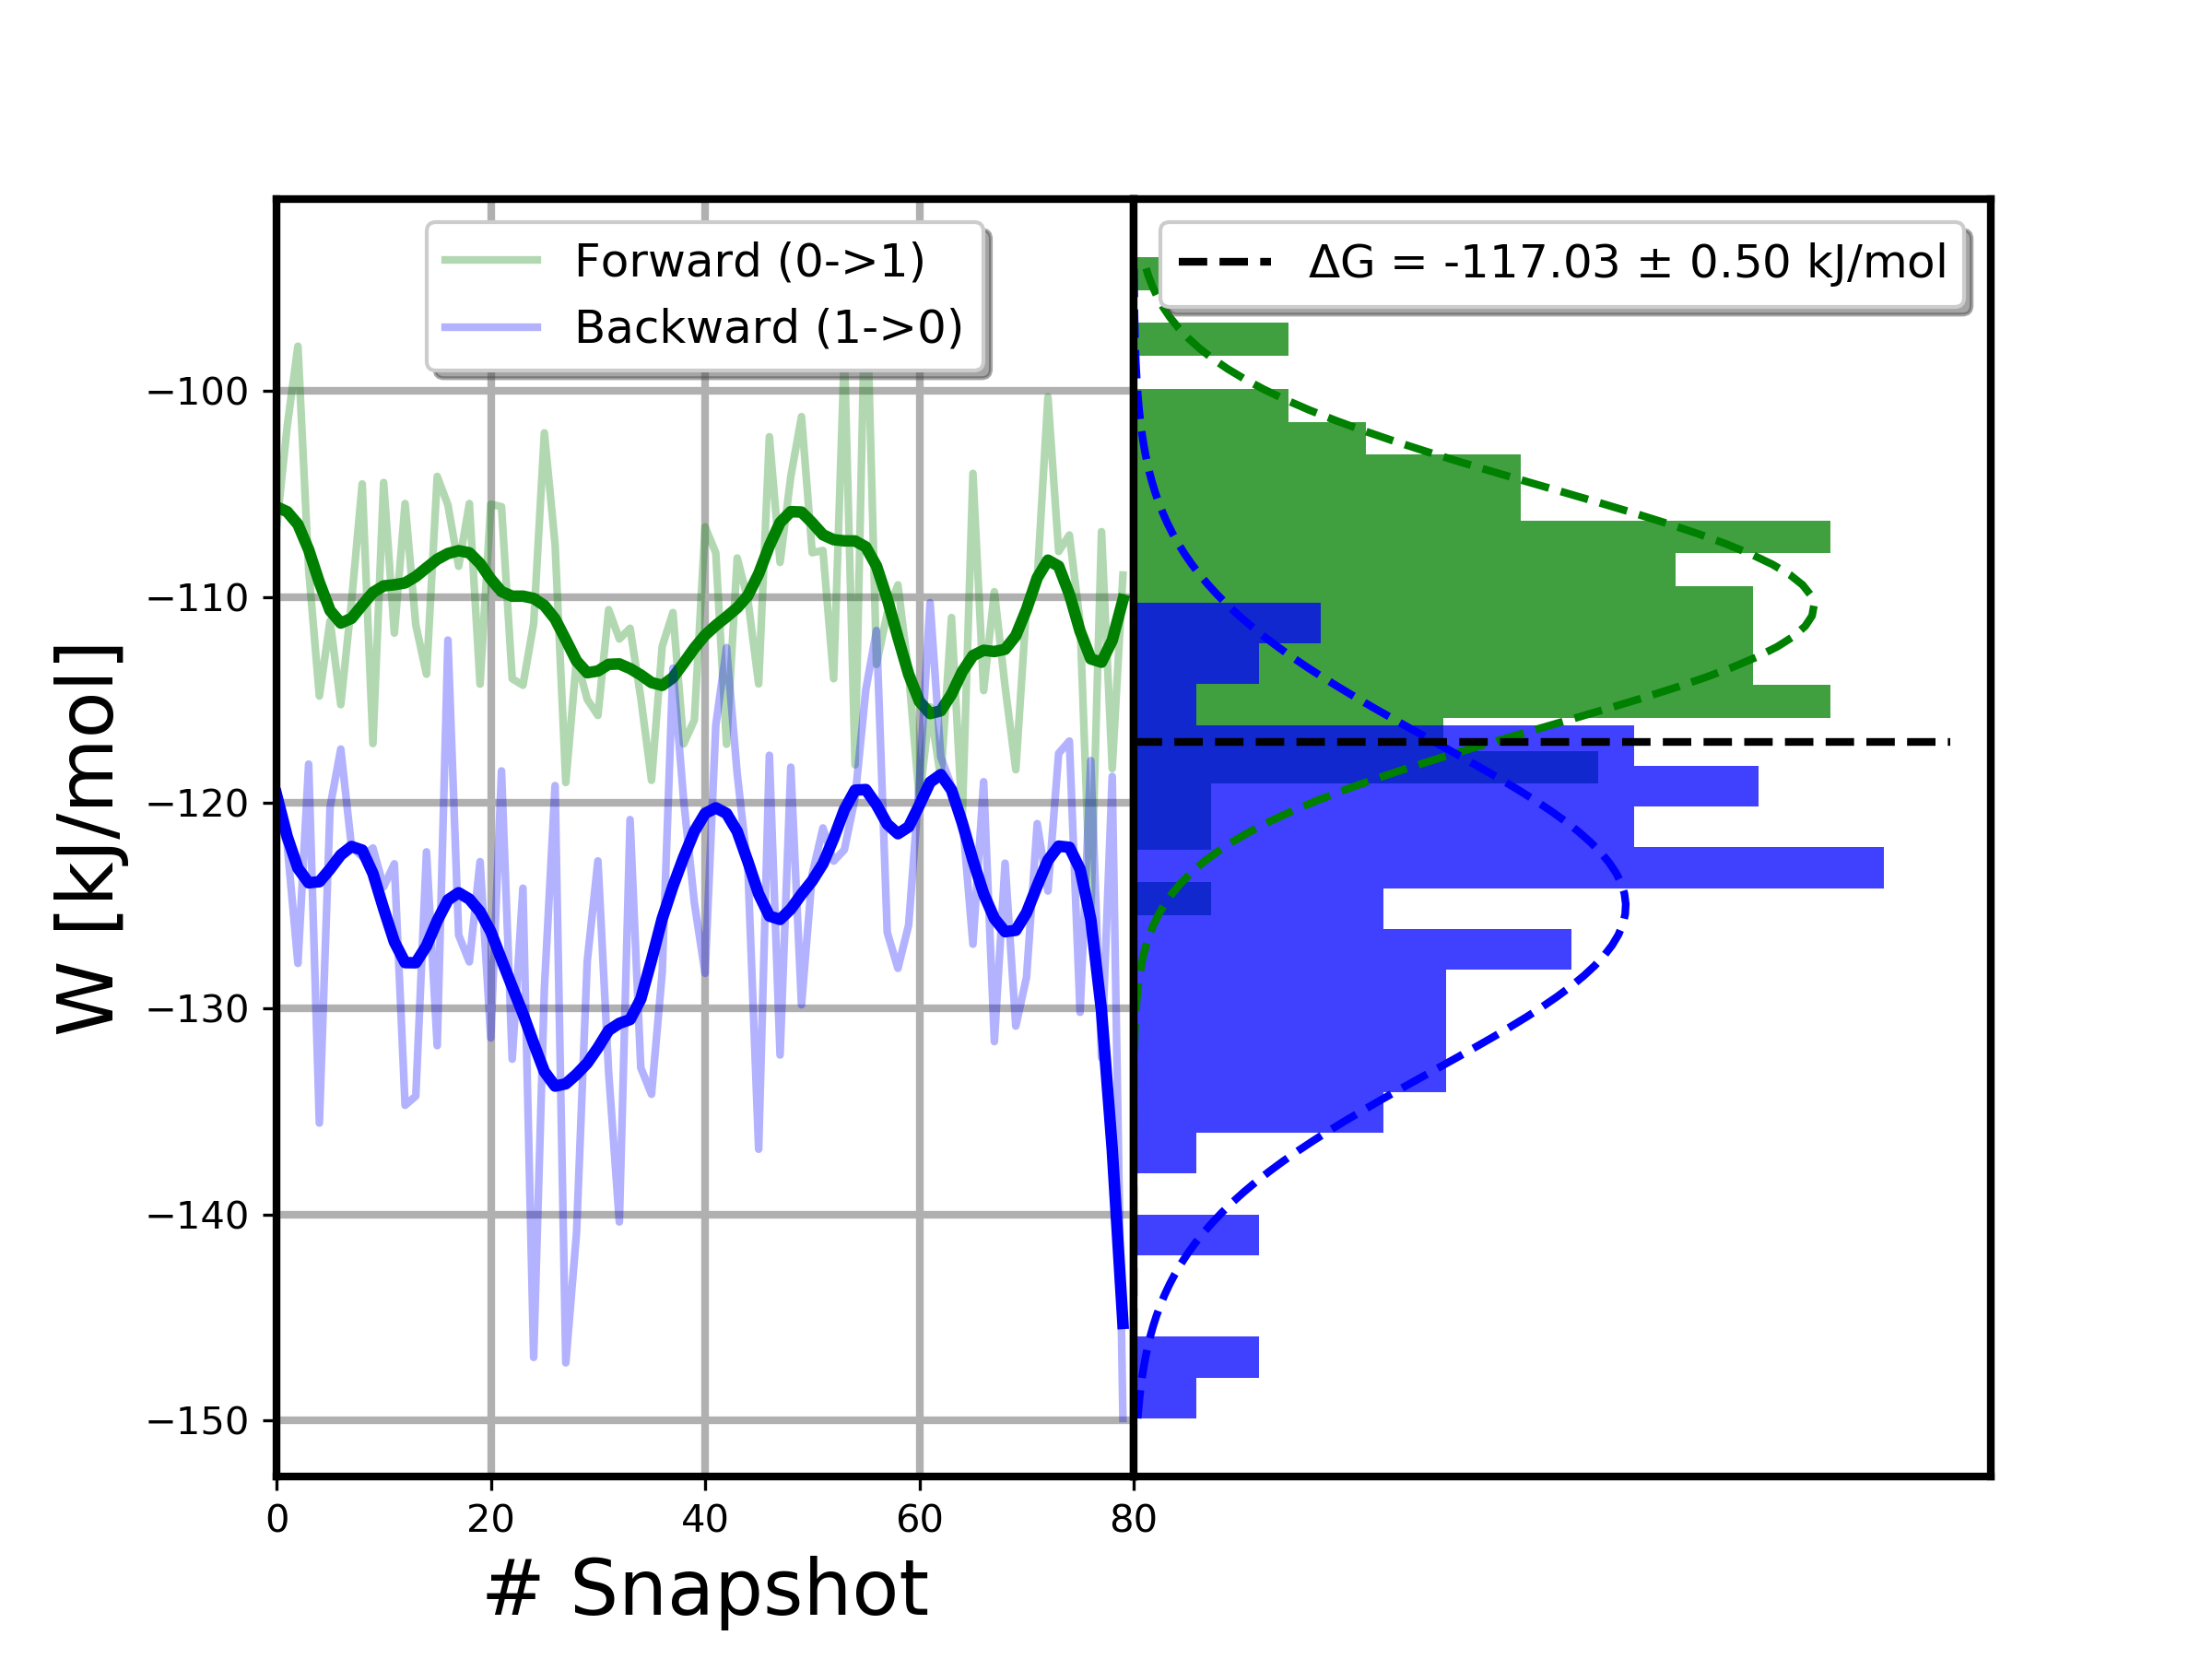 Forward (0->1)
Backward (1->0)
ΔG = -117.03 ± 0.50 kJ/mol
W [kJ/mol]
−100
−110
−120
−130
−140
−150
0 20 40 60 80
# Snapshot